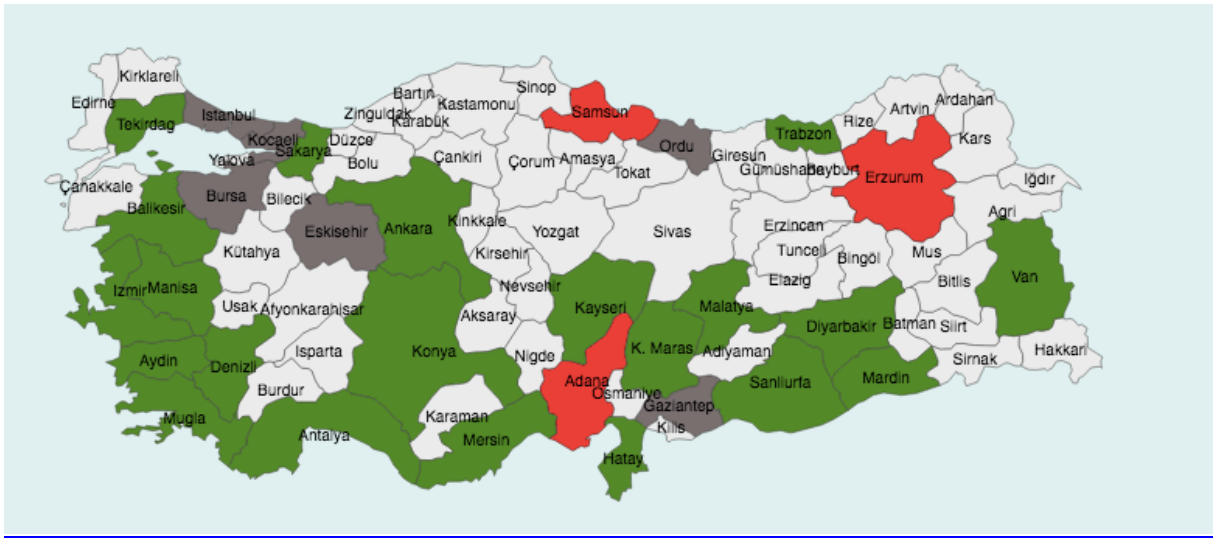 Kirklareli
Edirne
Tekirdag
Istanbul
Kocaeli
Yalova
Sakarya
Düzce
Bolu
Zinguldak
Bartın
Karabük
Kastamonu
Sinop
Samsun
Çankiri
Çorum
Amasya
Tokat
Ordu
Giresun
Trabzon
Gümüshane
Bayburt
Rize
Artvin
Ardahan
Kars
Erzurum
Iğdır
Agri
Çanakkale
Balikesir
Bursa
Bilecik
Eskisehir
Ankara
Kinkkale
Yozgat
Sivas
Erzincan
Tunceli
Bingöl
Mus
Elazig
Bitlis
Van
Kütahya
Kirsehir
Nevsehir
Izmir
Manisa
Usak
Afyonkarahisar
Aksaray
Kayseri
Malatya
Diyarbakir
Batman
Siirt
Sirnak
Hakkari
Aydin
Denizli
Isparta
Burdur
Konya
Nigde
Adana
K. Maras
Adiyaman
Osmaniye
Gaziantep
Kilis
Sanliurfa
Mardin
Mugla
Antalya
Karaman
Mersin
Hatay